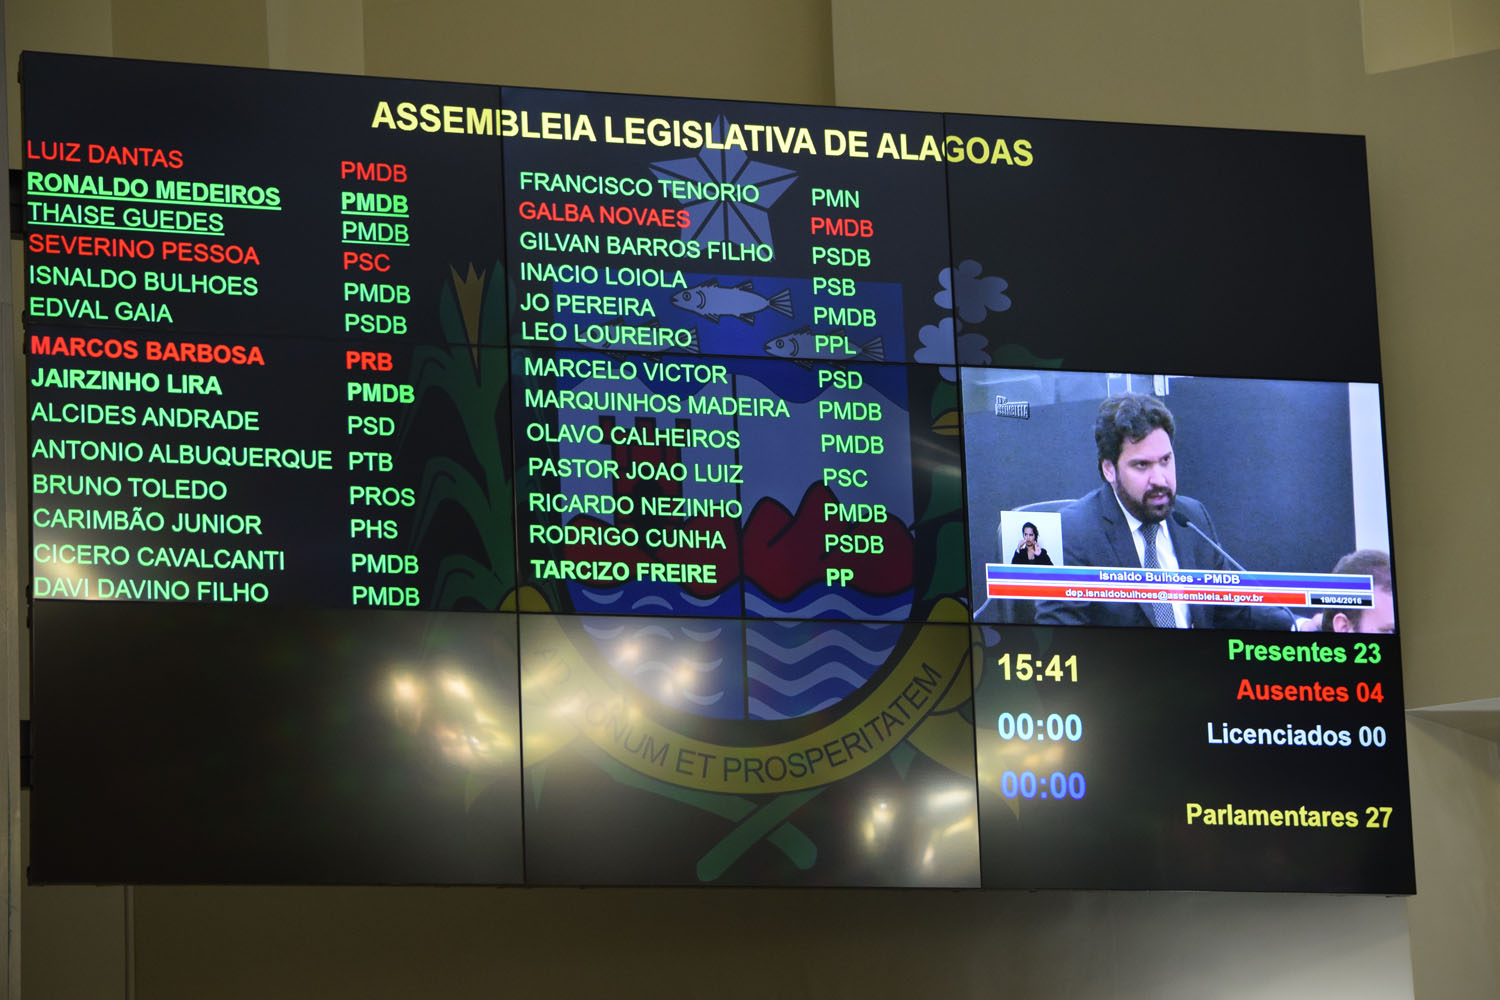 ASSEMBLEIA LEGISLATIVA DE ALAGOAS
LUIZ DANTAS PMDB
RONALDO MEDEIROS PMDB
THAISE GUEDES PMDB
SEVERINO PESSOA PSC
ISNALDO BULHOES PMDB
EDVAL GAIA PSDB
MARCOS BARBOSA PRB
JAIRZINHO LIRA PMDB
ALCIDES ANDRADE PSD
ANTONIO ALBUQUERQUE PTB
BRUNO TOLEDO PROS
CARIMBÃO JUNIOR PHS
CICERO CAVALCANTI PMDB
DAVI DAVINO FILHO PMDB
FRANCISCO TENORIO PMN
GALBA NOVAES PMDB
GILVAN BARROS FILHO PSDB
INACIO LOIOLA PSB
JO PEREIRA PMDB
LEO LOUREIRO PPL
MARCELO VICTOR PSD
MARQUINHOS MADEIRA PMDB
OLAVO CALHEIROS PMDB
PASTOR JOAO LUIZ PSC
RICARDO NEZINHO PMDB
RODRIGO CUNHA PSDB
TARCIZO FREIRE PP
BONUM ET PROSPERITATEM
Isnaldo Bulhões - PMDB
dep.isnaldobulhoes@assembleia.al.gov.br
19/04/2016
15:41
00:00
00:00
Presentes 23
Ausentes 04
Licenciados 00
Parlamentares 27